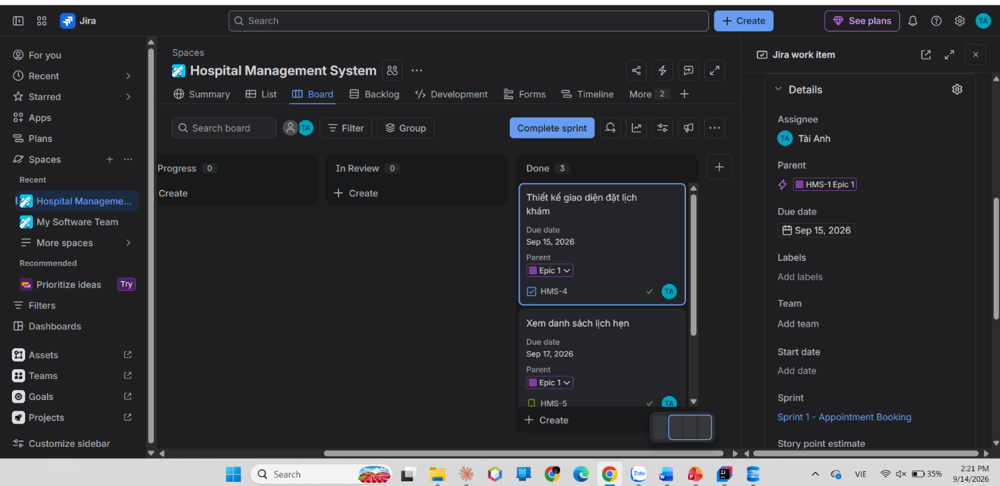 Jira
Search
Create
See plans
TA
For you
Recent
Starred
Apps
Plans
Spaces
Recent
Hospital Manageme...
My Software Team
More spaces
Recommended
Prioritize ideas
Try
Filters
Dashboards
Assets
Teams
Goals
Projects
Customize sidebar
Spaces
Hospital Management System
Summary
List
Board
Backlog
Development
Forms
Timeline
More 2
Search board
TA
Filter
Group
Complete sprint
Progress 0
Create
In Review 0
Create
Done 3
Thiết kế giao diện đặt lịch
khám
Due date
Sep 15, 2026
Parent
Epic 1
HMS-4
TA
Xem danh sách lịch hẹn
Due date
Sep 17, 2026
Parent
Epic 1
HMS-5
TA
Create
Jira work item
Details
Assignee
TA Tài Anh
Parent
HMS-1 Epic 1
Due date
Sep 15, 2026
Labels
Add labels
Team
Add team
Start date
Add date
Sprint
Sprint 1 - Appointment Booking
Story point estimate
Search
Zalo
VIE
35%
2:21 PM
9/14/2026